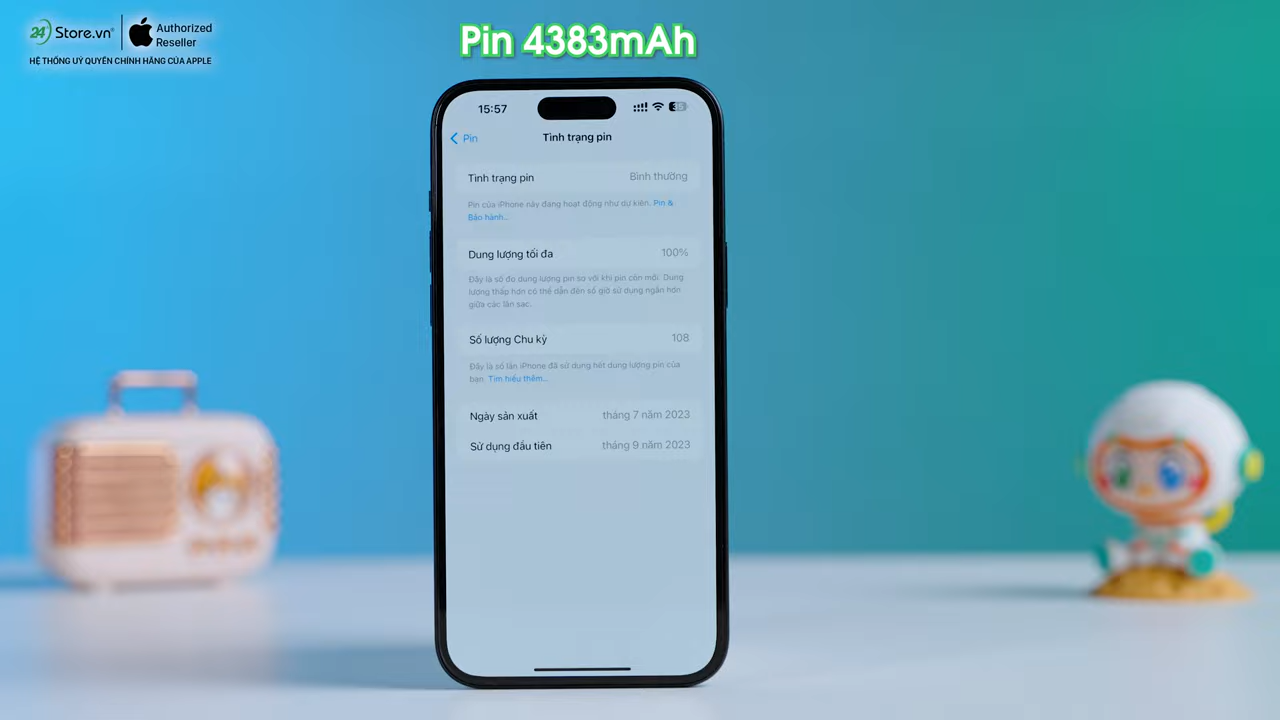 24 Store.vn
Authorized
Reseller
HỆ THỐNG UỶ QUYỀN CHÍNH HÃNG CỦA APPLE
Pin 4383mAh
15:57
35
Pin
Tình trạng pin
Tình trạng pin
Bình thường
Pin của iPhone này đang hoạt động như dự kiến. Pin &
Bảo hành...
Dung lượng tối đa
100%
Đây là số đo dung lượng pin so với khi pin còn mới. Dung
lượng thấp hơn có thể dẫn đến số giờ sử dụng ngắn hơn
giữa các lần sạc.
Số lượng Chu kỳ
108
Đây là số lần iPhone đã sử dụng hết dung lượng pin của
bạn. Tìm hiểu thêm...
Ngày sản xuất
tháng 7 năm 2023
Sử dụng đầu tiên
tháng 9 năm 2023